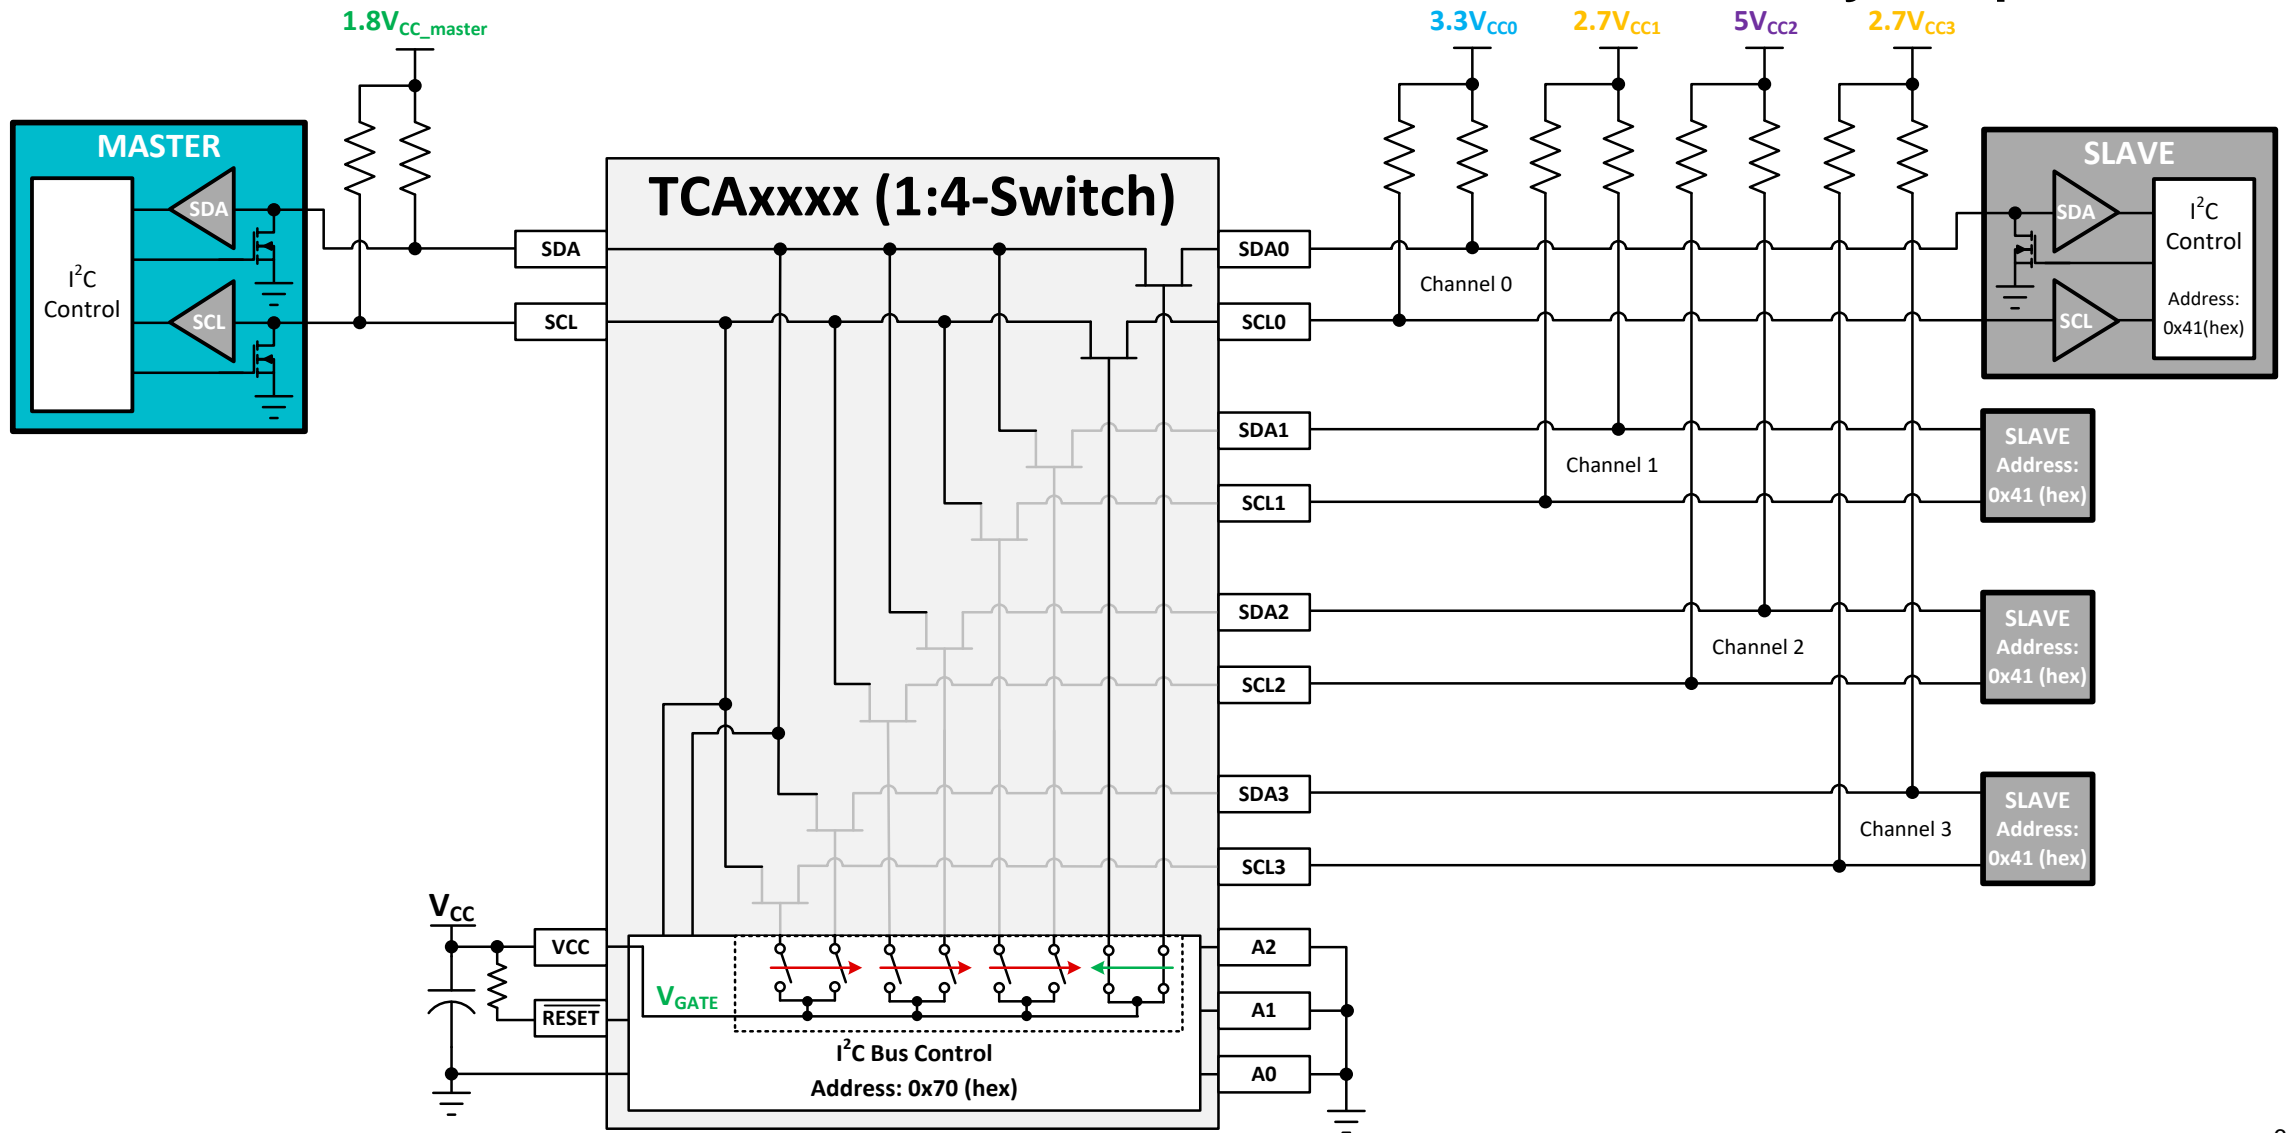 1.8VCC_master
3.3VCC0
2.7VCC1
5VCC2
2.7VCC3
MASTER
SDA
I2C
Control
SCL
TCAxxxx (1:4-Switch)
SDA
SCL
SDA0
SCL0
SDA1
SCL1
SDA2
SCL2
SDA3
SCL3
Channel 0
Channel 1
Channel 2
Channel 3
SLAVE
SDA
I2C
Control
SCL
Address:
0x41(hex)
SLAVE
Address:
0x41 (hex)
SLAVE
Address:
0x41 (hex)
SLAVE
Address:
0x41 (hex)
VCC
VCC
RESET
VGATE
I2C Bus Control
Address: 0x70 (hex)
A2
A1
A0